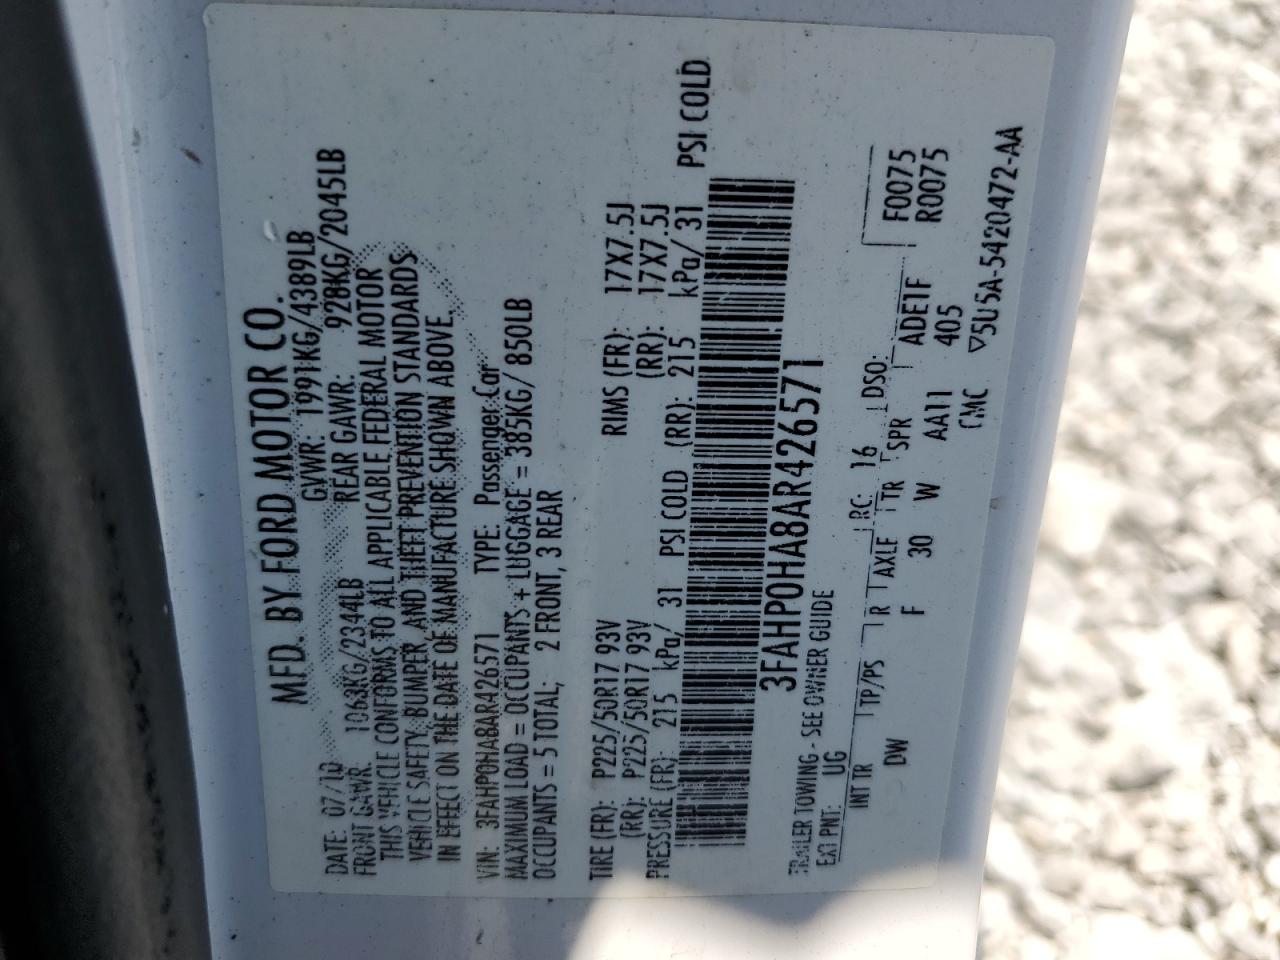 MFD. BY FORD MOTOR CO.
DATE: 07/10 GVWR: 1991KG/4389LB
FRONT GAWR: 1063KG/2344LB REAR GAWR: 928KG/2045LB
THIS VEHICLE CONFORMS TO ALL APPLICABLE FEDERAL MOTOR
VEHICLE SAFETY, BUMPER, AND THEFT PREVENTION STANDARDS
IN EFFECT ON THE DATE OF MANUFACTURE SHOWN ABOVE.
VIN: 3FAHP0HA8AR426571 TYPE: Passenger Car
MAXIMUM LOAD = OCCUPANTS + LUGGAGE = 385KG/ 850LB
OCCUPANTS = 5 TOTAL; 2 FRONT, 3 REAR
TIRE (FR): P225/50R17 93V RIMS (FR): 17X7.5J
(RR): P225/50R17 93V (RR): 17X7.5J
PRESSURE (FR): 215 kPa/ 31 PSI COLD (RR): 215 kPa/ 31 PSI COLD
3FAHP0HA8AR426571
TRAILER TOWING - SEE OWNER GUIDE
EXT PNT: UG RC: 16 DSO: F0075
R0075
INT TR TP/PS R AXLE TR SPR ADE1F
DW F 30 W AA11 405
CMC ▽5U5A-5420472-AA